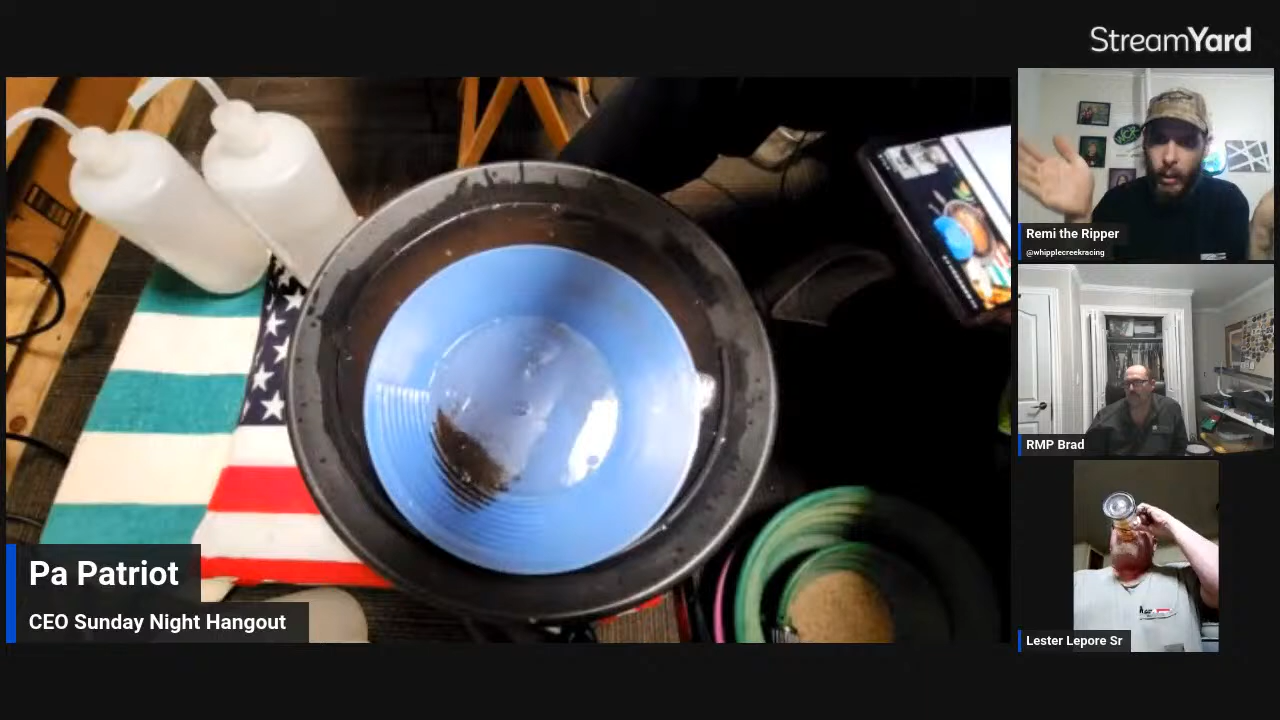 StreamYard
Remi the Ripper
@whipplecreekracing
RMP Brad
Pa Patriot
CEO Sunday Night Hangout
Lester Lepore Sr